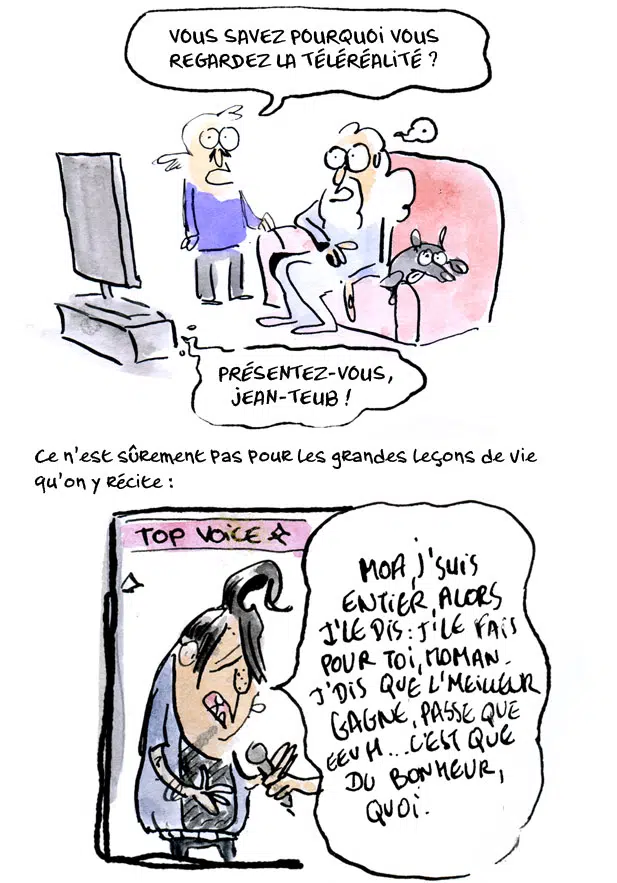 VOUS SAVEZ POURQUOI VOUS
REGARDEZ LA TÉLÉRÉALITÉ ?
PRÉSENTEZ-VOUS,
JEAN-TEUB !
Ce n'est sûrement pas pour les grandes leçons de vie
qu'on y récite :
TOP VOICE
MOA, J'SUIS
ENTIER, ALORS
J'LE DIS : J'LE FAIS
POUR TOI, MOMAN.
J'DIS QUE L'MEILLEUR
GAGNE, PASSE QUE
EEUH... C'EST QUE
DU BONHEUR,
QUOI.